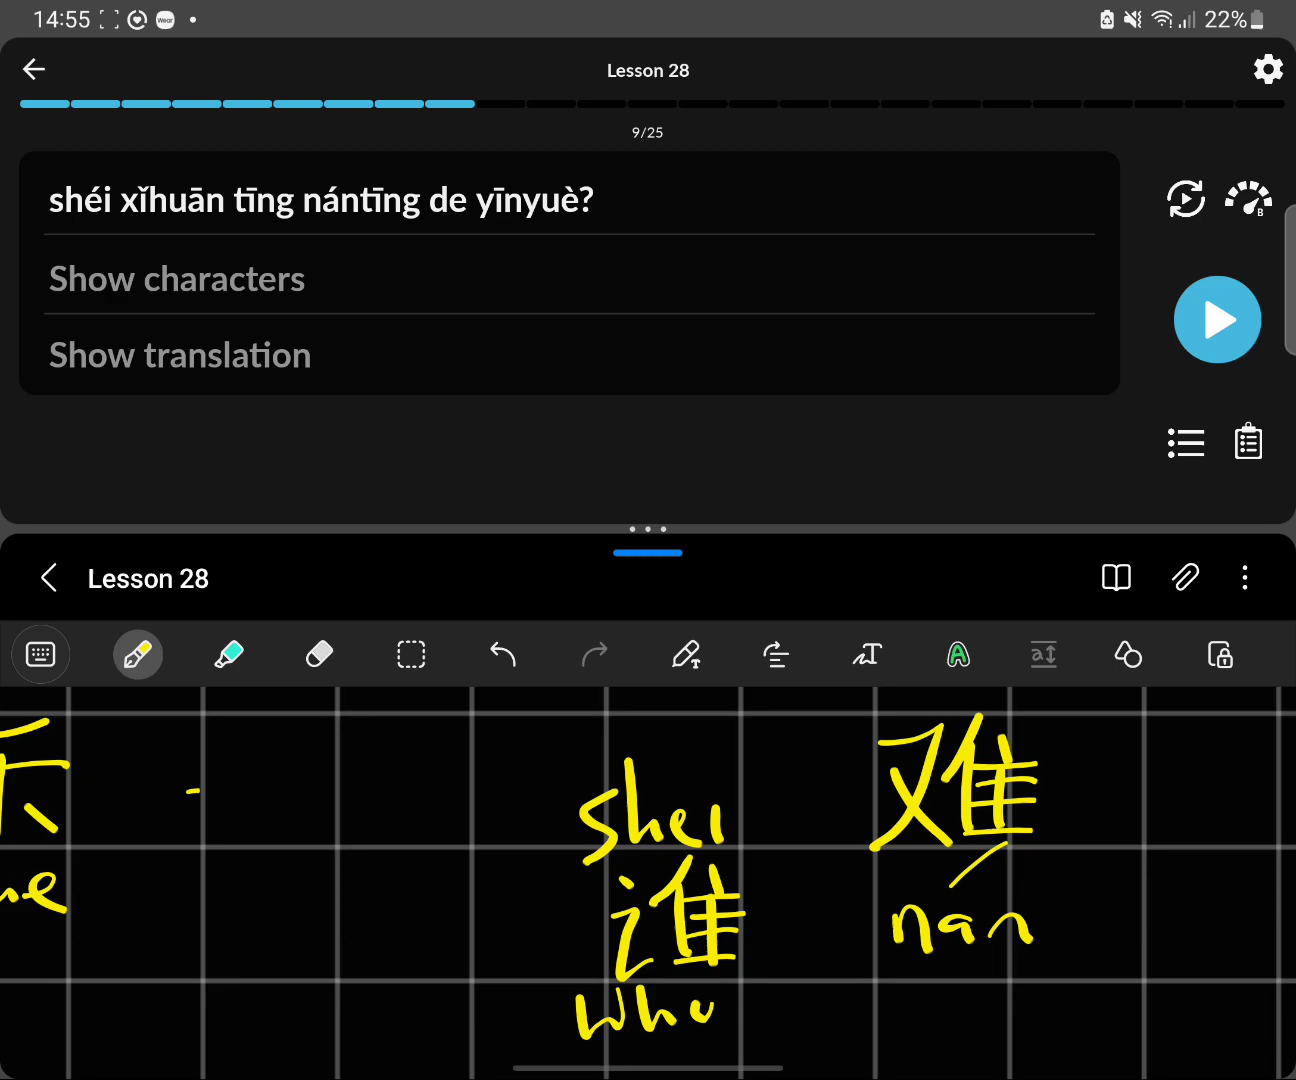 14:55
wear
22%
Lesson 28
9/25
shéi xǐhuān tīng nántīng de yīnyuè?
B
Show characters
Show translation
Lesson 28
T
T
A
a
shei
难
谁
nan
who